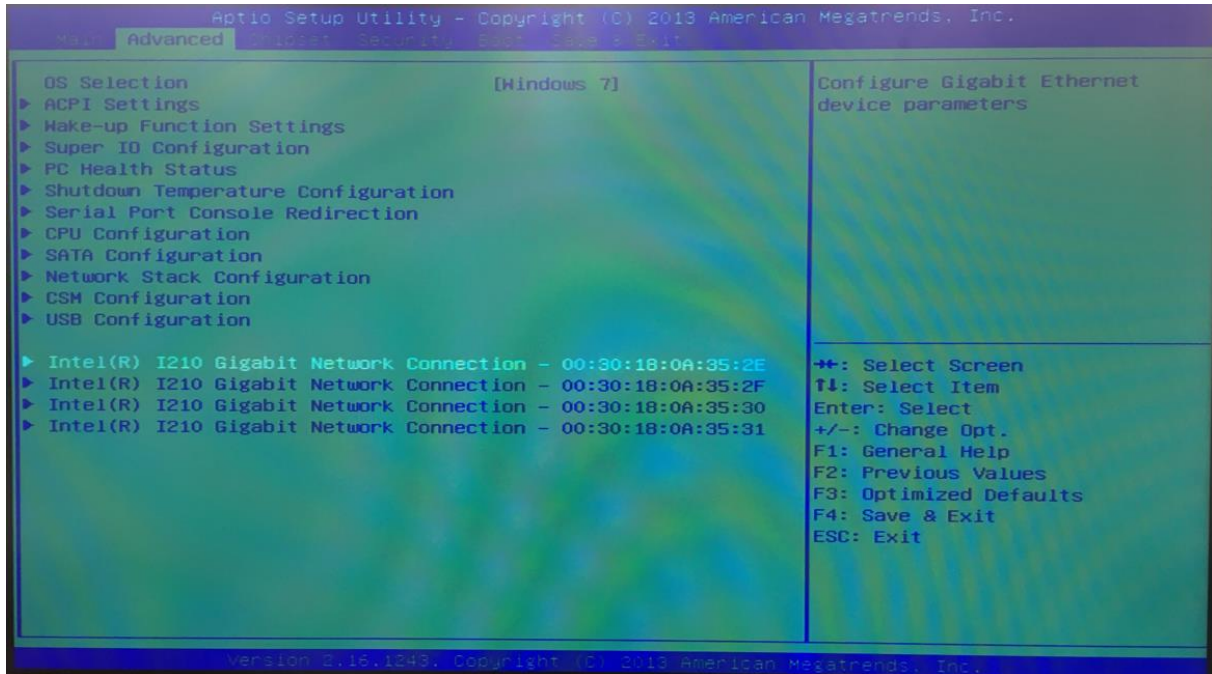 Aptio Setup Utility - Copyright (C) 2013 American Megatrends, Inc.
Main Advanced Chipset Security Boot Save & Exit
OS Selection [Windows 7]
ACPI Settings
Wake-up Function Settings
Super IO Configuration
PC Health Status
Shutdown Temperature Configuration
Serial Port Console Redirection
CPU Configuration
SATA Configuration
Network Stack Configuration
CSM Configuration
USB Configuration
Intel(R) I210 Gigabit Network Connection - 00:30:18:0A:35:2E
Intel(R) I210 Gigabit Network Connection - 00:30:18:0A:35:2F
Intel(R) I210 Gigabit Network Connection - 00:30:18:0A:35:30
Intel(R) I210 Gigabit Network Connection - 00:30:18:0A:35:31
Configure Gigabit Ethernet
device parameters
→←: Select Screen
↑↓: Select Item
Enter: Select
+/-: Change Opt.
F1: General Help
F2: Previous Values
F3: Optimized Defaults
F4: Save & Exit
ESC: Exit
Version 2.16.1243. Copyright (C) 2013 American Megatrends, Inc.